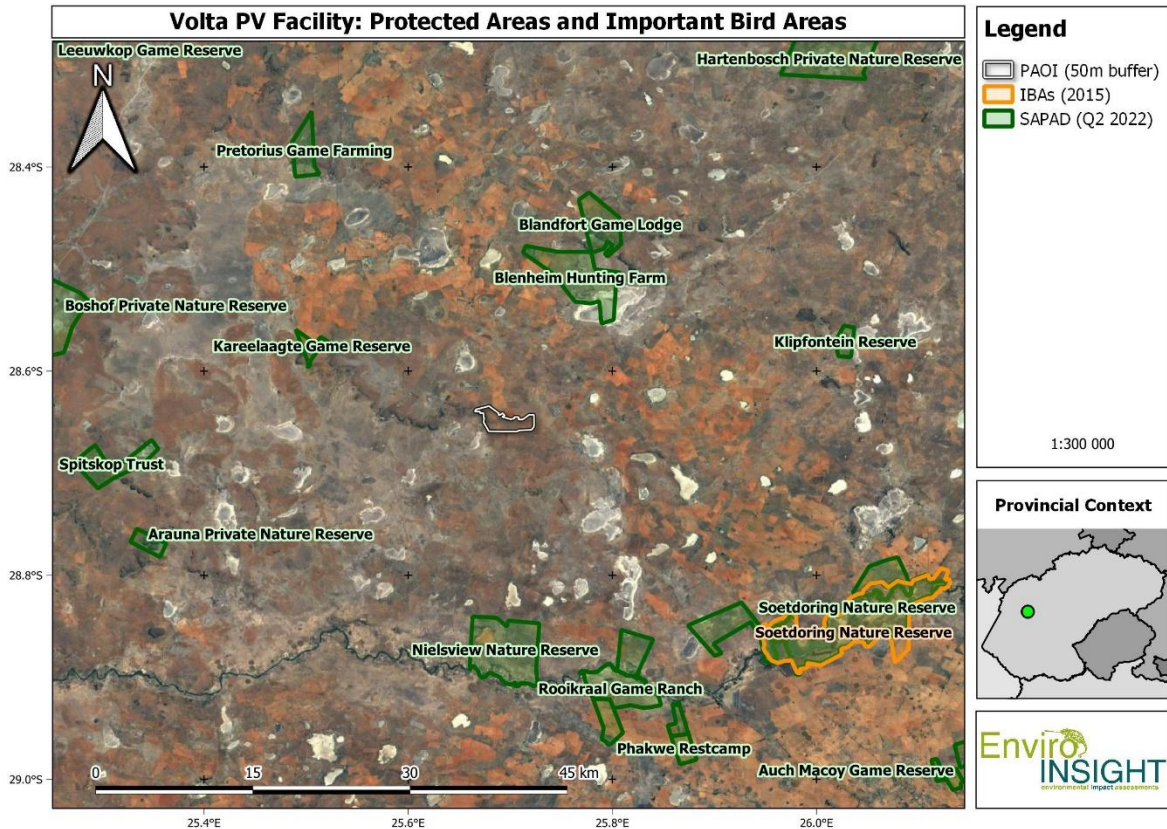 Volta PV Facility: Protected Areas and Important Bird Areas
Leeuwkop Game Reserve
N
Hartenbosch Private Nature Reserve
28.4°S
Pretorius Game Farming
Blandfort Game Lodge
Blenheim Hunting Farm
Boshof Private Nature Reserve
Kareelaagte Game Reserve
Klipfontein Reserve
28.6°S
Spitskop Trust
Arauna Private Nature Reserve
28.8°S
Soetdoring Nature Reserve
Soetdoring Nature Reserve
Nielsview Nature Reserve
Rooikraal Game Ranch
Phakwe Restcamp
Auch Macoy Game Reserve
29.0°S
0 15 30 45 km
25.4°E 25.6°E 25.8°E 26.0°E
Legend
PAOI (50m buffer)
IBAs (2015)
SAPAD (Q2 2022)
1:300 000
Provincial Context
Enviro
INSIGHT
environmental impact assessments